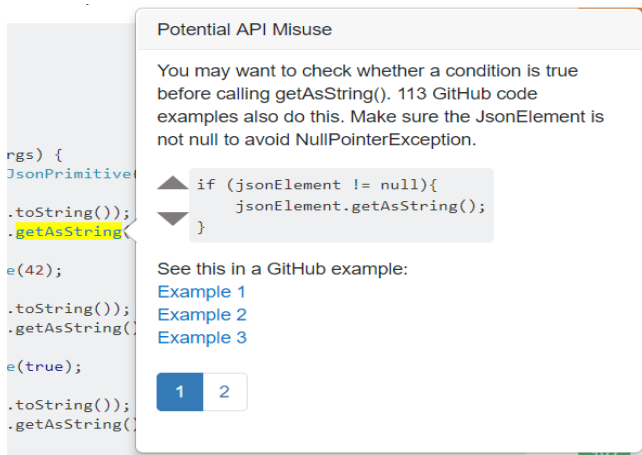 Potential API Misuse
You may want to check whether a condition is true
before calling getAsString(). 113 GitHub code
examples also do this. Make sure the JsonElement is
not null to avoid NullPointerException.
if (jsonElement != null){
jsonElement.getAsString();
}
See this in a GitHub example:
Example 1
Example 2
Example 3
1 2
rgs) {
JsonPrimitive(
.toString());
.getAsString(
e(42);
.toString());
.getAsString()
e(true);
.toString());
.getAsString()